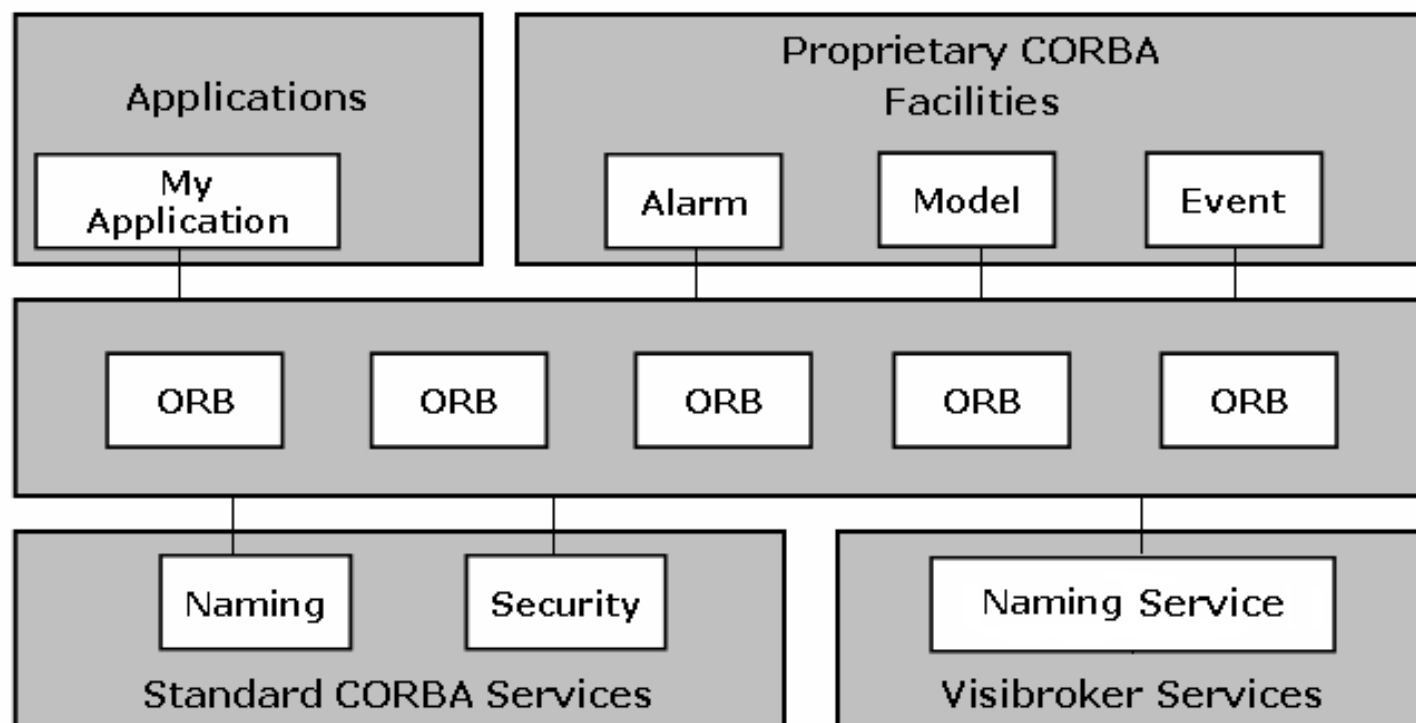 Applications
My
Application
Proprietary CORBA
Facilities
Alarm
Model
Event
ORB
ORB
ORB
ORB
ORB
Naming
Security
Standard CORBA Services
Naming Service
Visibroker Services